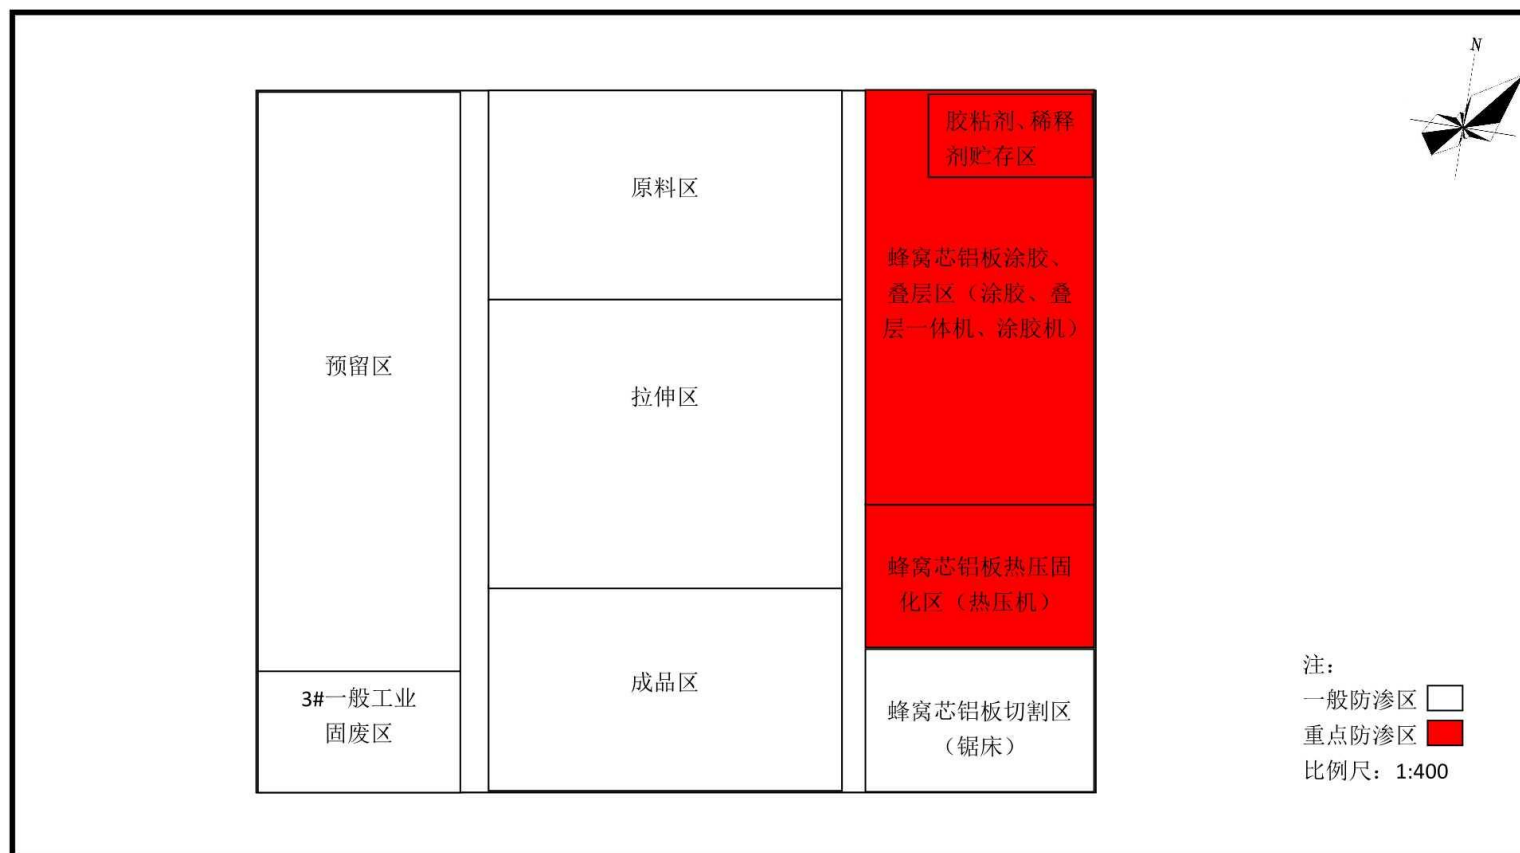 N
胶粘剂、稀释
剂贮存区
原料区
蜂窝芯铝板涂胶、
叠层区（涂胶、叠
层一体机、涂胶机）
预留区
拉伸区
蜂窝芯铝板热压固
化区（热压机）
成品区
3#一般工业
固废区
蜂窝芯铝板切割区
（锯床）
注：
一般防渗区
重点防渗区
比例尺：1:400